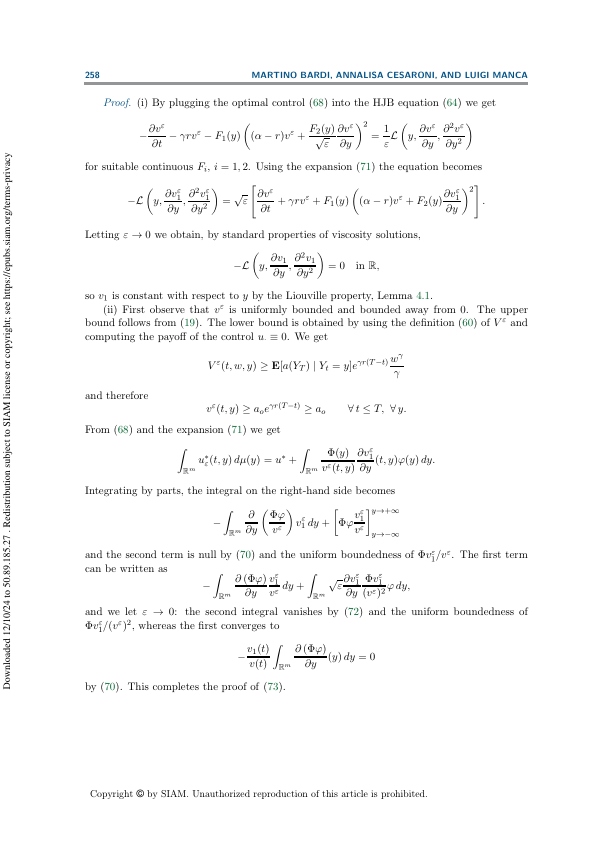 258 MARTINO BARDI, ANNALISA CESARONI, AND LUIGI MANCA
Proof. (i) By plugging the optimal control (68) into the HJB equation (64) we get
$-\frac{\partial v^\varepsilon}{\partial t} - \gamma r v^\varepsilon - F_1(y)\left((\alpha - r)v^\varepsilon + \frac{F_2(y)}{\sqrt{\varepsilon}}\frac{\partial v^\varepsilon}{\partial y}\right)^2 = \frac{1}{\varepsilon}\mathcal{L}\left(y, \frac{\partial v^\varepsilon}{\partial y}, \frac{\partial^2 v^\varepsilon}{\partial y^2}\right)$
for suitable continuous $F_i$, $i = 1, 2$. Using the expansion (71) the equation becomes
$-\mathcal{L}\left(y, \frac{\partial v_1^\varepsilon}{\partial y}, \frac{\partial^2 v_1^\varepsilon}{\partial y^2}\right) = \sqrt{\varepsilon}\left[\frac{\partial v^\varepsilon}{\partial t} + \gamma r v^\varepsilon + F_1(y)\left((\alpha - r)v^\varepsilon + F_2(y)\frac{\partial v_1^\varepsilon}{\partial y}\right)^2\right].$
Letting $\varepsilon \to 0$ we obtain, by standard properties of viscosity solutions,
$-\mathcal{L}\left(y, \frac{\partial v_1}{\partial y}, \frac{\partial^2 v_1}{\partial y^2}\right) = 0 \quad \text{in } \mathbb{R},$
so $v_1$ is constant with respect to $y$ by the Liouville property, Lemma 4.1.
(ii) First observe that $v^\varepsilon$ is uniformly bounded and bounded away from 0. The upper
bound follows from (19). The lower bound is obtained by using the definition (60) of $V^\varepsilon$ and
computing the payoff of the control $u_\cdot \equiv 0$. We get
$V^\varepsilon(t, w, y) \geq \mathbf{E}[a(Y_T) \mid Y_t = y]e^{\gamma r(T-t)}\frac{w^\gamma}{\gamma}$
and therefore
$v^\varepsilon(t, y) \geq a_o e^{\gamma r(T-t)} \geq a_o \quad \forall\, t \leq T,\ \forall\, y.$
From (68) and the expansion (71) we get
$\int_{\mathbb{R}^m} u_\varepsilon^*(t, y)\, d\mu(y) = u^* + \int_{\mathbb{R}^m} \frac{\Phi(y)}{v^\varepsilon(t, y)}\frac{\partial v_1^\varepsilon}{\partial y}(t, y)\varphi(y)\, dy.$
Integrating by parts, the integral on the right-hand side becomes
$-\int_{\mathbb{R}^m} \frac{\partial}{\partial y}\left(\frac{\Phi\varphi}{v^\varepsilon}\right)v_1^\varepsilon\, dy + \left[\Phi\varphi\frac{v_1^\varepsilon}{v^\varepsilon}\right]_{y \to -\infty}^{y \to +\infty}$
and the second term is null by (70) and the uniform boundedness of $\Phi v_1^\varepsilon/v^\varepsilon$. The first term
can be written as
$-\int_{\mathbb{R}^m} \frac{\partial(\Phi\varphi)}{\partial y}\frac{v_1^\varepsilon}{v^\varepsilon}\, dy + \int_{\mathbb{R}^m} \sqrt{\varepsilon}\frac{\partial v_1^\varepsilon}{\partial y}\frac{\Phi v_1^\varepsilon}{(v^\varepsilon)^2}\varphi\, dy,$
and we let $\varepsilon \to 0$: the second integral vanishes by (72) and the uniform boundedness of
$\Phi v_1^\varepsilon/(v^\varepsilon)^2$, whereas the first converges to
$-\frac{v_1(t)}{v(t)}\int_{\mathbb{R}^m} \frac{\partial(\Phi\varphi)}{\partial y}(y)\, dy = 0$
by (70). This completes the proof of (73).
Copyright © by SIAM. Unauthorized reproduction of this article is prohibited.
Downloaded 12/10/24 to 50.89.185.27 . Redistribution subject to SIAM license or copyright; see https://epubs.siam.org/terms-privacy